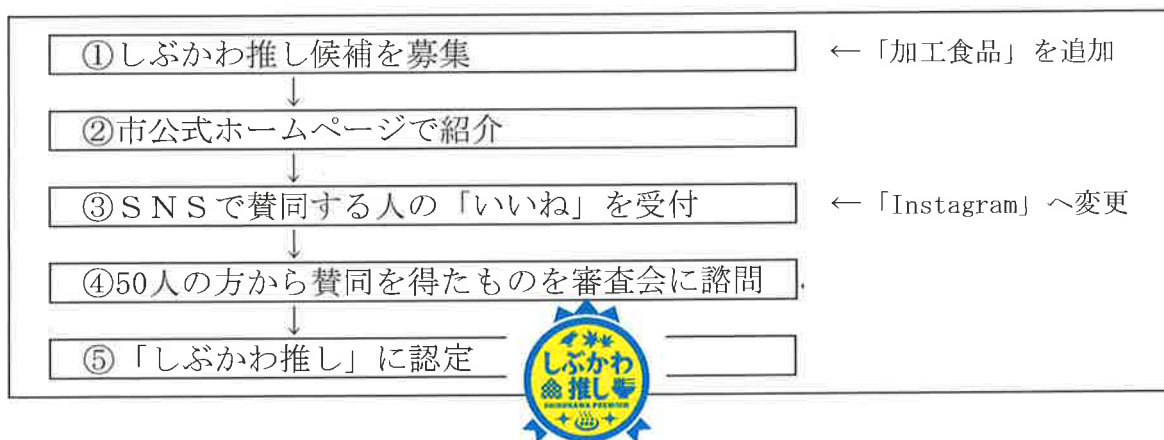 ①しぶかわ推し候補を募集
←「加工食品」を追加
↓
②市公式ホームページで紹介
↓
③SNSで賛同する人の「いいね」を受付
←「Instagram」へ変更
↓
④50人の方から賛同を得たものを審査会に諮問
↓
⑤「しぶかわ推し」に認定
しぶかわ
推し
SHIBUKAWA PREMIUM